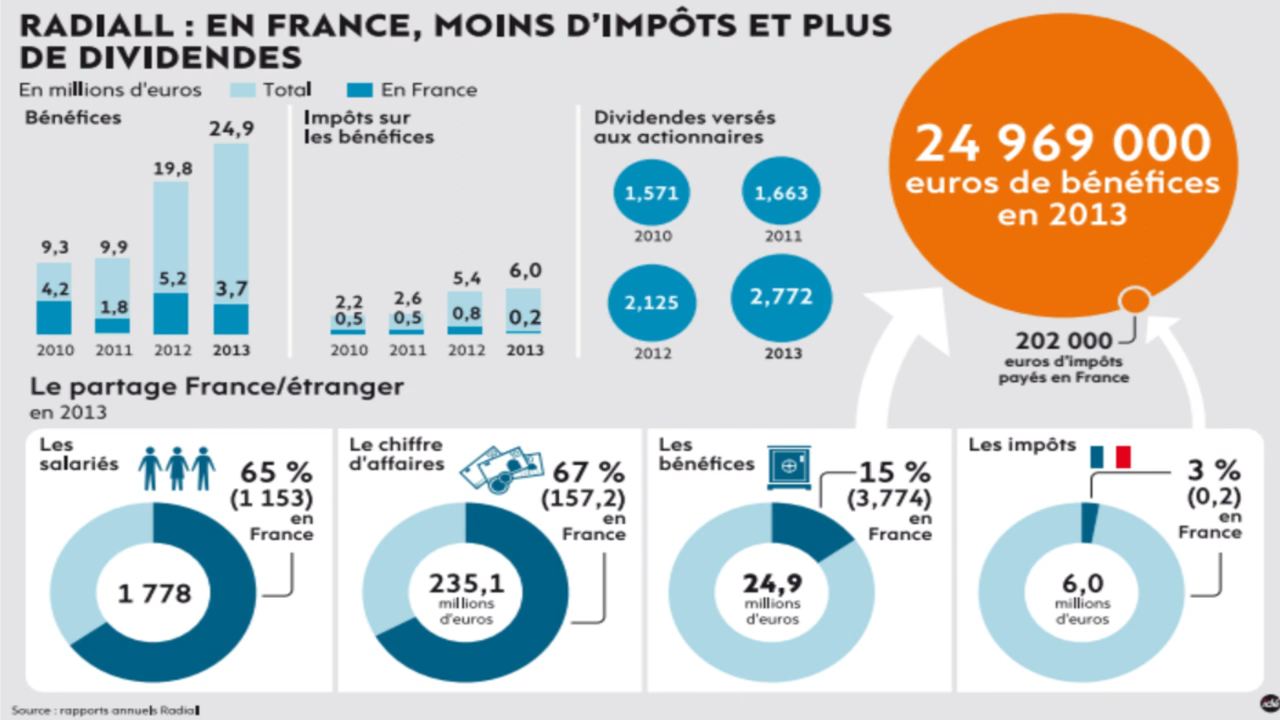 RADIALL : EN FRANCE, MOINS D'IMPÔTS ET PLUS
DE DIVIDENDES
En millions d'euros Total En France
Bénéfices
24,9
19,8
9,3 9,9
4,2 1,8 5,2 3,7
2010 2011 2012 2013
Impôts sur
les bénéfices
2,2 2,6 5,4 6,0
0,5 0,5 0,8 0,2
2010 2011 2012 2013
Dividendes versés
aux actionnaires
1,571 1,663
2010 2011
2,125 2,772
2012 2013
24 969 000
euros de bénéfices
en 2013
202 000
euros d'impôts
payés en France
Le partage France/étranger
en 2013
Les
salariés
65 %
(1 153)
en
France
1 778
Le chiffre
d'affaires
67 %
(157,2)
en
France
235,1
millions
d'euros
Les
bénéfices
15 %
(3,774)
en
France
24,9
millions
d'euros
Les impôts
3 %
(0,2)
en
France
6,0
millions
d'euros
Source : rapports annuels Radiall